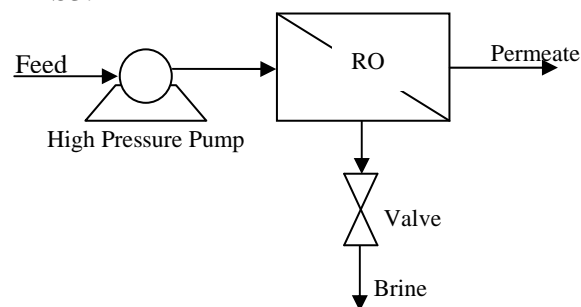 Feed
RO
Permeate
High Pressure Pump
Valve
Brine